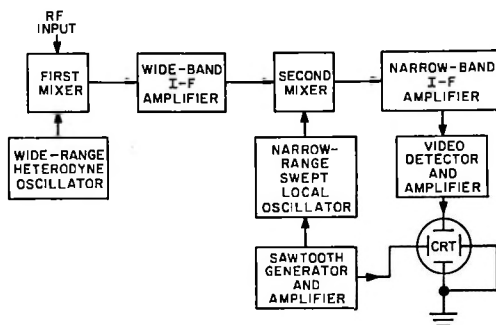 RF
INPUT
FIRST
MIXER
WIDE-BAND
I-F
AMPLIFIER
SECOND
MIXER
NARROW-BAND
I-F
AMPLIFIER
WIDE-RANGE
HETERODYNE
OSCILLATOR
NARROW-
RANGE
SWEPT
LOCAL
OSCILLATOR
VIDEO
DETECTOR
AND
AMPLIFIER
SAWTOOTH
GENERATOR
AND
AMPLIFIER
CRT